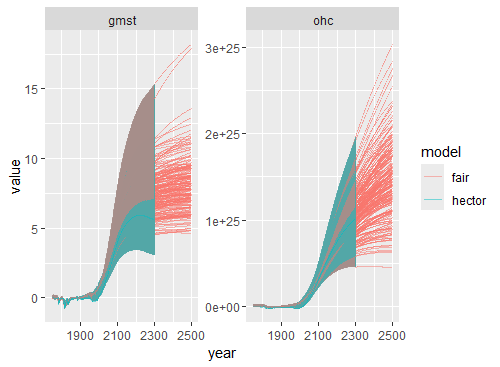 gmst
ohc
value
15
10
5
0
3e+25
2e+25
1e+25
0e+00
1900
2100
2300
2500
1900
2100
2300
2500
year
model
fair
hector